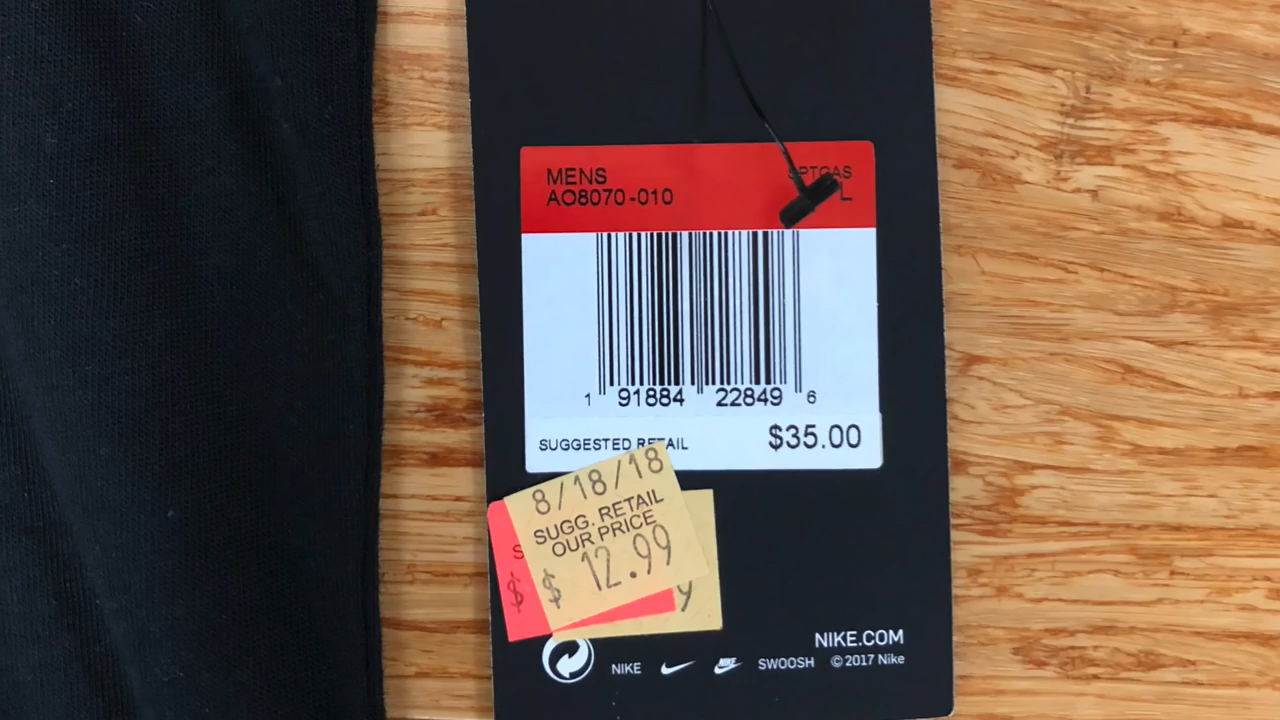 MENS
AO8070-010
L
1 91884 22849 6
SUGGESTED RETAIL $35.00
8/18/18
SUGG. RETAIL
OUR PRICE
$ 12.99
S
$
9
NIKE.COM
NIKE SWOOSH © 2017 Nike